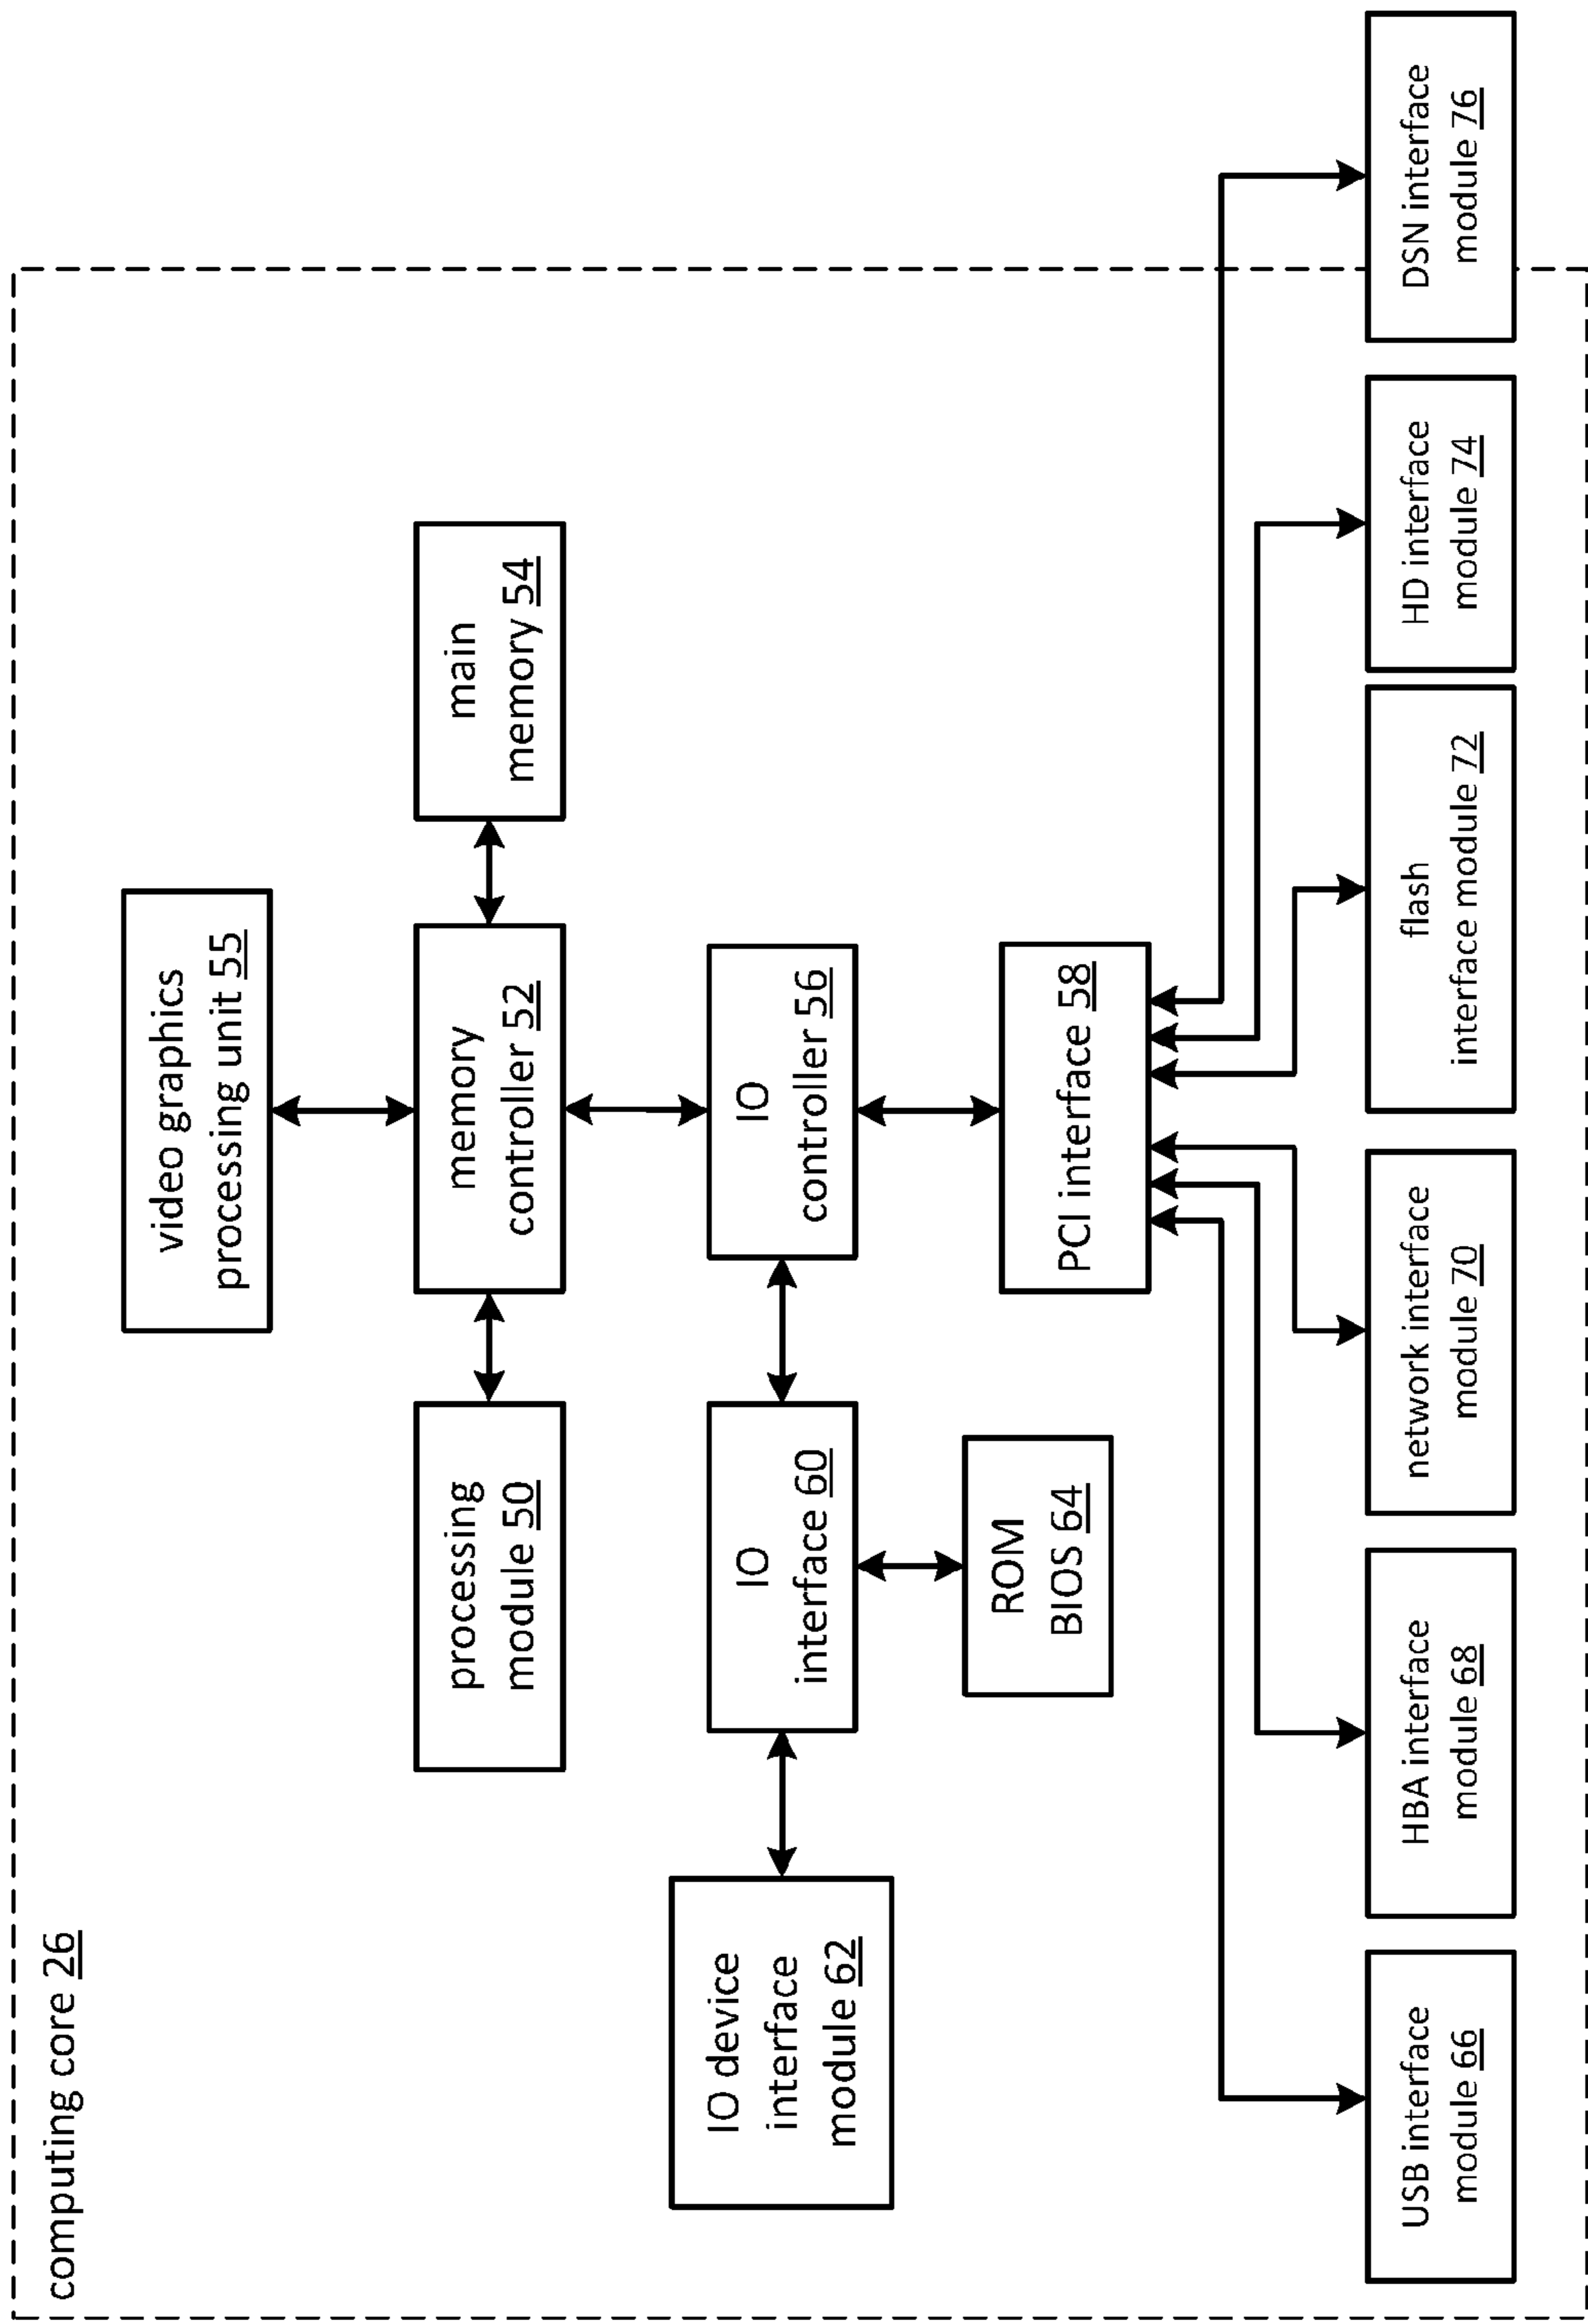 computing core 26
video graphics
processing unit 55
processing
module 50
memory
controller 52
main
memory 54
IO device
interface
module 62
IO
interface 60
IO
controller 56
ROM
BIOS 64
PCI interface 58
USB interface
module 66
HBA interface
module 68
network interface
module 70
flash
interface module 72
HD interface
module 74
DSN interface
module 76